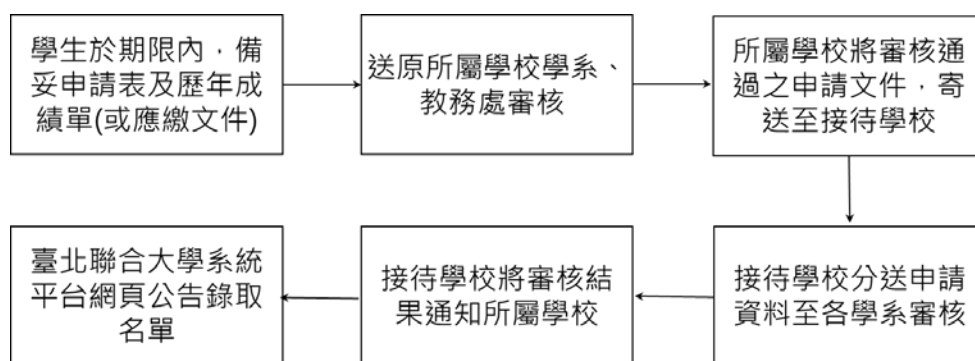 學生於期限內，備
妥申請表及歷年成
績單(或應繳文件)
送原所屬學校學系、
教務處審核
所屬學校將審核通
過之申請文件，寄
送至接待學校
接待學校分送申請
資料至各學系審核
接待學校將審核結
果通知所屬學校
臺北聯合大學系統
平台網頁公告錄取
名單